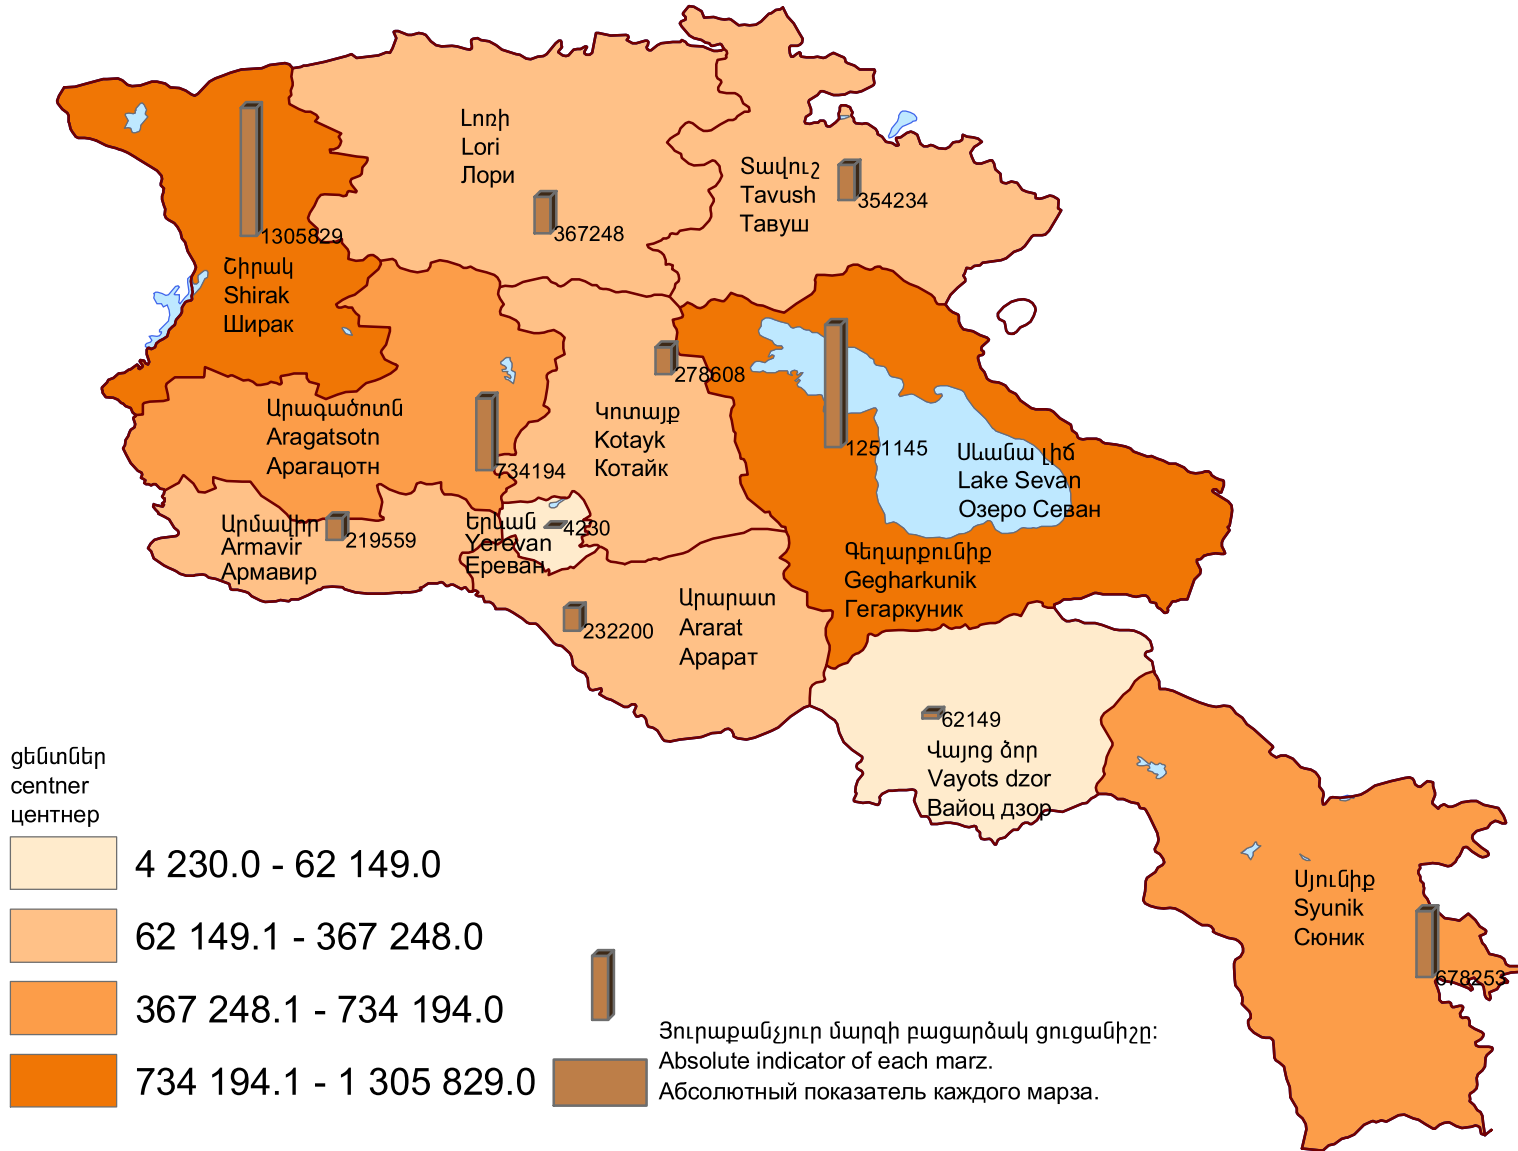 Լոռի
Lori
Лори
367248
Տավուշ
Tavush
Тавуш
354234
1305829
Շիրակ
Shirak
Ширак
278608
Արագածոտն
Aragatsotn
Арагацотн
734194
Կոտայք
Kotayk
Котайк
1251145
Սևանա լիճ
Lake Sevan
Озеро Севан
Արմավիր
Armavir
Армавир
219559
Երևան
Yerevan
Ереван
4230
Գեղարքունիք
Gegharkunik
Гегаркуник
232200
Արարատ
Ararat
Арарат
62149
Վայոց ձոր
Vayots dzor
Вайоц дзор
Սյունիք
Syunik
Сюник
678253
ցենտներ
centner
центнер
4 230.0 - 62 149.0
62 149.1 - 367 248.0
367 248.1 - 734 194.0
734 194.1 - 1 305 829.0
Յուրաքանչյուր մարզի բացարձակ ցուցանիշը:
Absolute indicator of each marz.
Абсолютный показатель каждого марза.